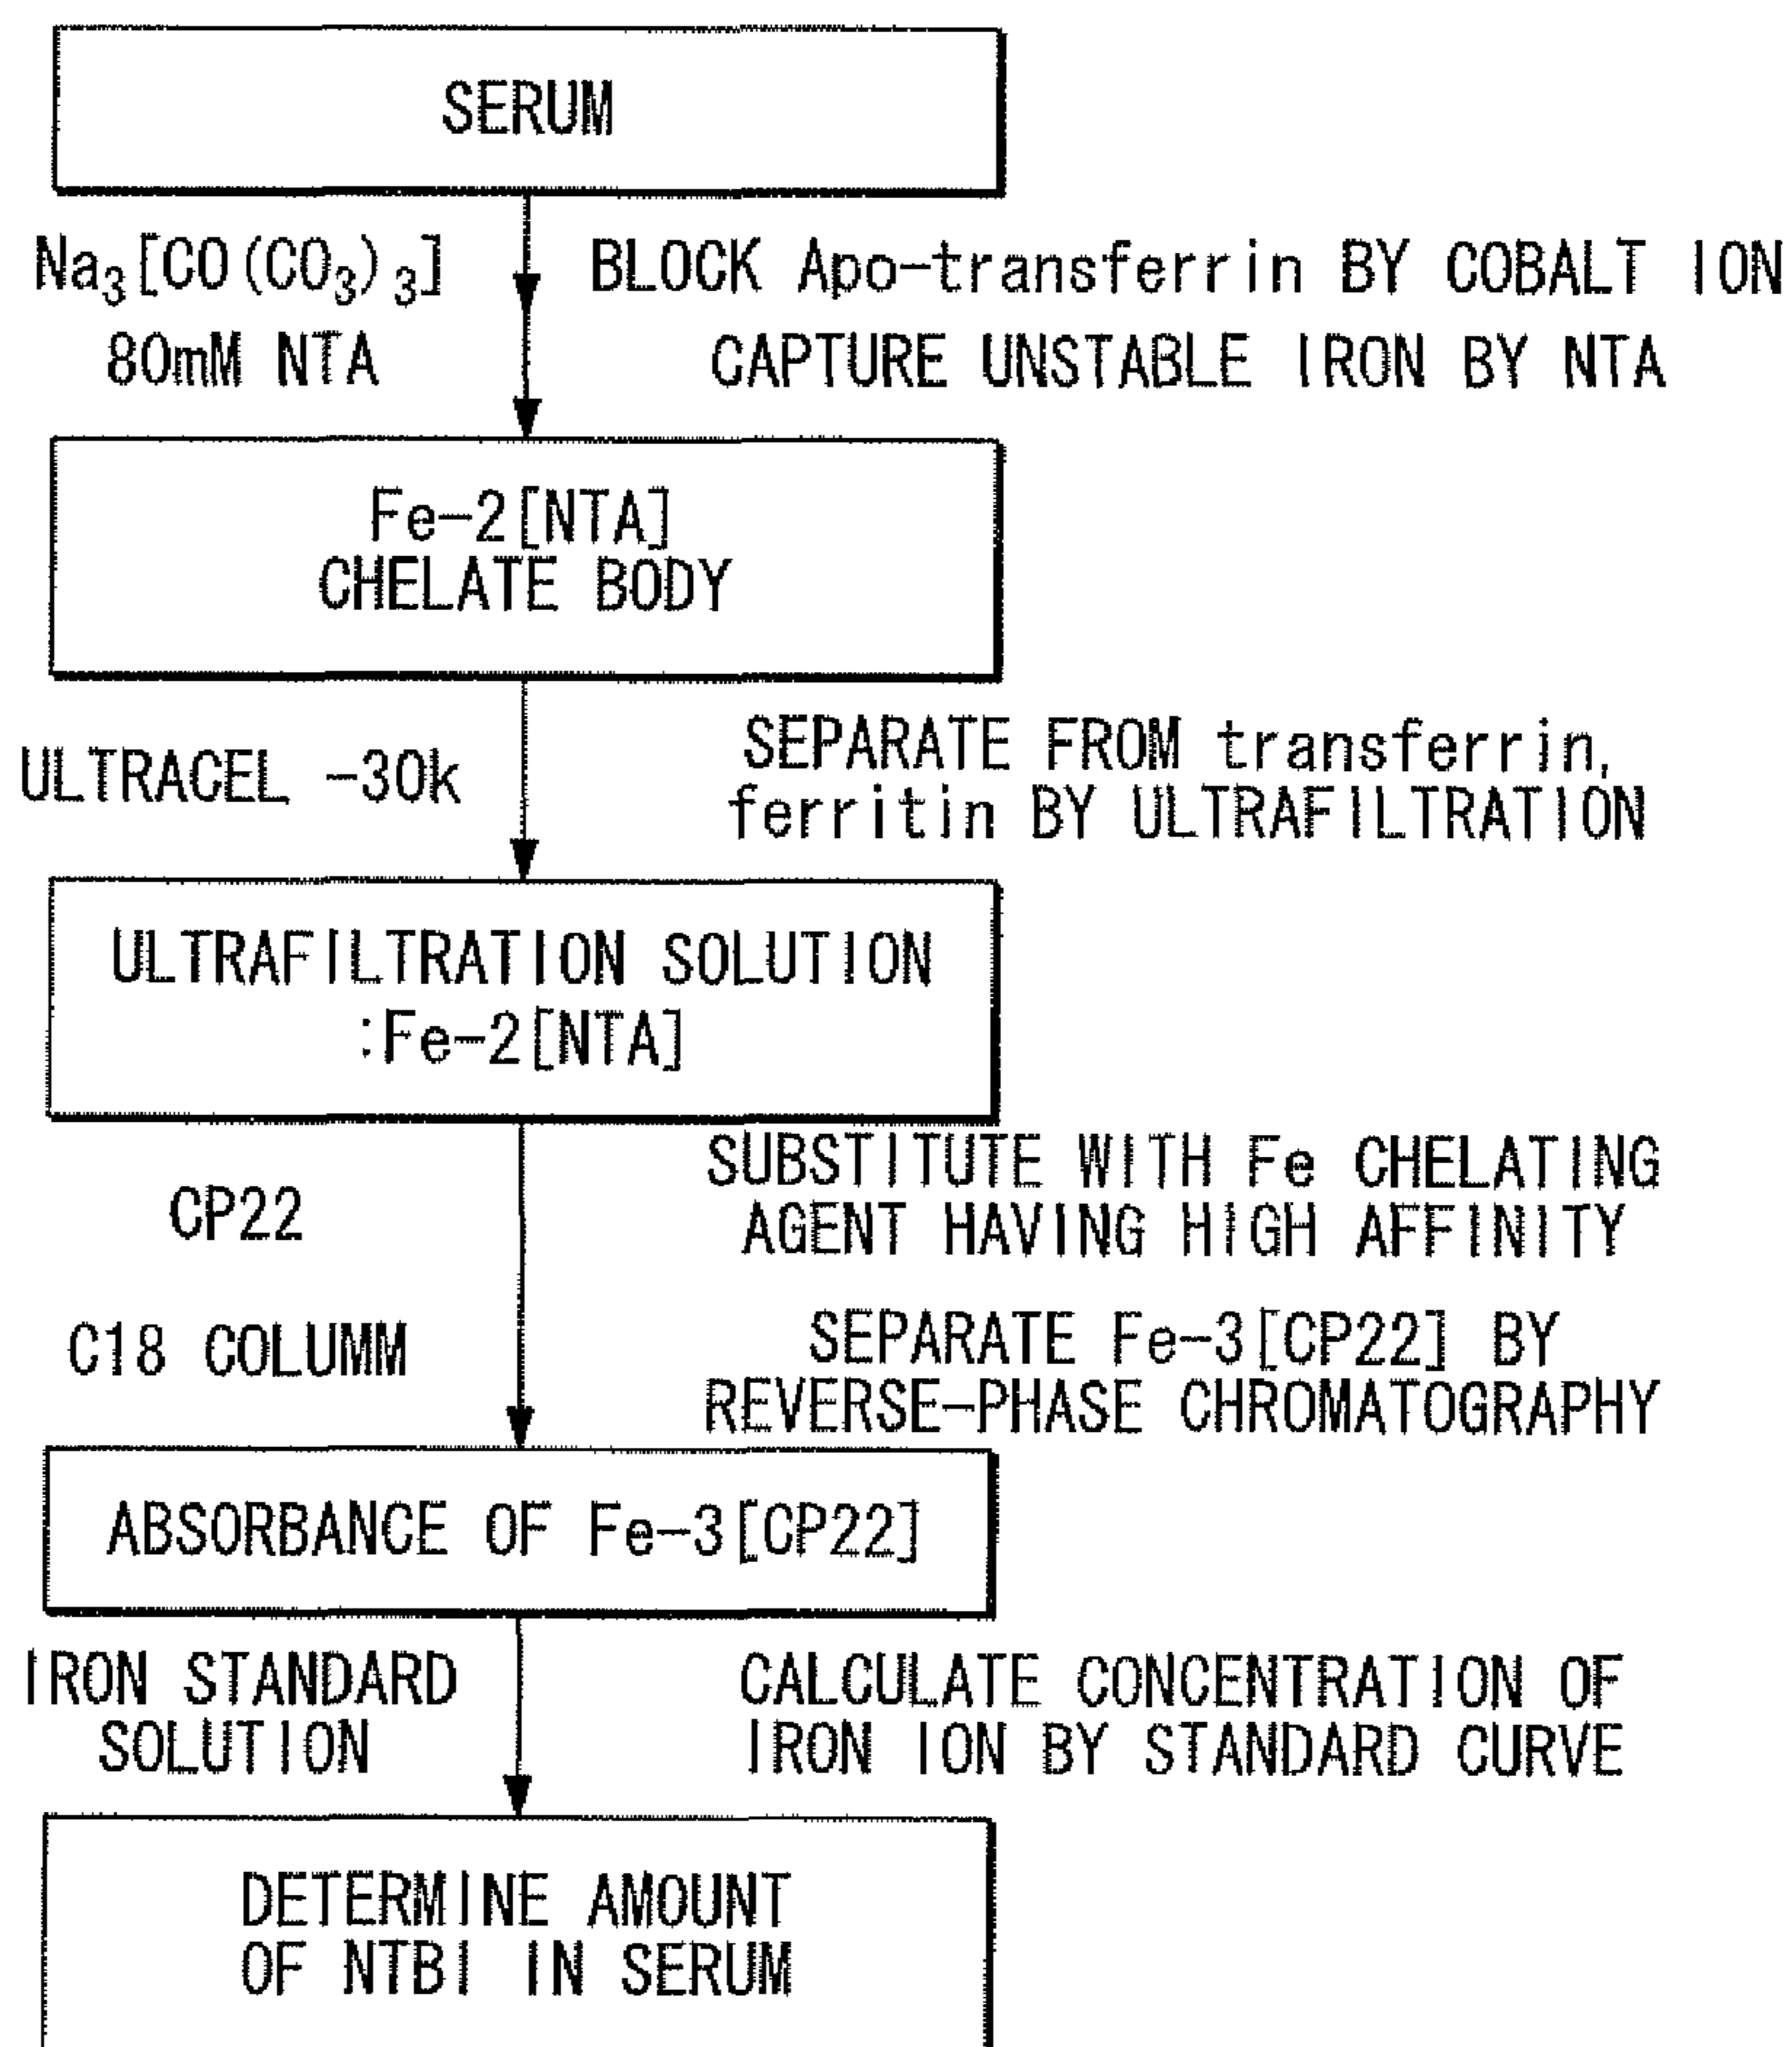 SERUM
Na₃[CO(CO₃)₃]
BLOCK Apo-transferrin BY COBALT ION
80mM NTA
CAPTURE UNSTABLE IRON BY NTA
Fe-2[NTA]
CHELATE BODY
ULTRACEL -30k
SEPARATE FROM transferrin,
ferritin BY ULTRAFILTRATION
ULTRAFILTRATION SOLUTION
:Fe-2[NTA]
CP22
SUBSTITUTE WITH Fe CHELATING
AGENT HAVING HIGH AFFINITY
C18 COLUMM
SEPARATE Fe-3[CP22] BY
REVERSE-PHASE CHROMATOGRAPHY
ABSORBANCE OF Fe-3[CP22]
IRON STANDARD
SOLUTION
CALCULATE CONCENTRATION OF
IRON ION BY STANDARD CURVE
DETERMINE AMOUNT
OF NTBI IN SERUM